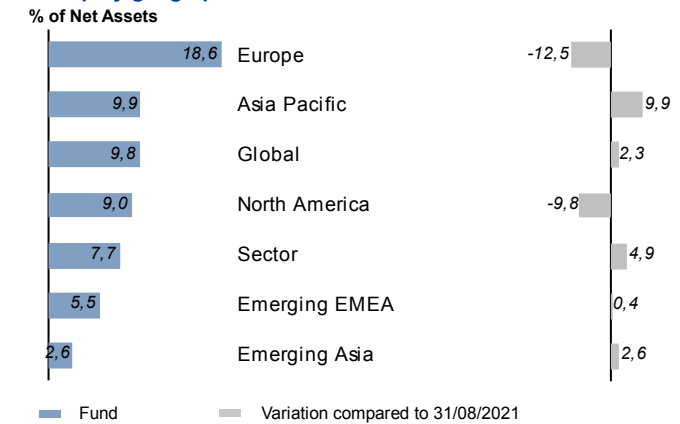 % of Net Assets
18,6 Europe -12,5
9,9 Asia Pacific 9,9
9,8 Global 2,3
9,0 North America -9,8
7,7 Sector 4,9
5,5 Emerging EMEA 0,4
2,6 Emerging Asia 2,6
Fund Variation compared to 31/08/2021